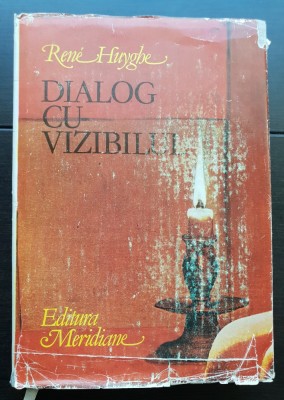 René Huyghe
DIALOG
CU-
VIZIBILUL
Editura
Meridiane